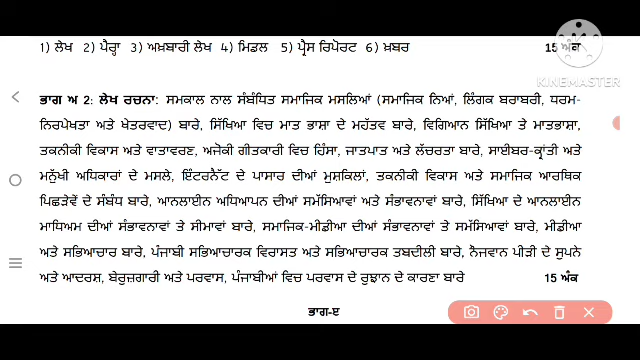 1) ਲੇਖ 2) ਪੈਰ੍ਹਾ 3) ਅਖ਼ਬਾਰੀ ਲੇਖ 4) ਮਿਡਲ 5) ਪ੍ਰੈਸ ਰਿਪੋਰਟ 6) ਖ਼ਬਰ 15 ਅੰਕ
KINEMASTER
ਭਾਗ ਅ 2: ਲੇਖ ਰਚਨਾ: ਸਮਕਾਲ ਨਾਲ ਸੰਬੰਧਿਤ ਸਮਾਜਿਕ ਮਸਲਿਆਂ (ਸਮਾਜਿਕ ਨਿਆਂ, ਲਿੰਗਕ ਬਰਾਬਰੀ, ਧਰਮ-
ਨਿਰਪੇਖਤਾ ਅਤੇ ਖੇਤਰਵਾਦ) ਬਾਰੇ, ਸਿੱਖਿਆ ਵਿਚ ਮਾਤ ਭਾਸ਼ਾ ਦੇ ਮਹੱਤਵ ਬਾਰੇ, ਵਿਗਿਆਨ ਸਿੱਖਿਆ ਤੇ ਮਾਤਭਾਸ਼ਾ,
ਤਕਨੀਕੀ ਵਿਕਾਸ ਅਤੇ ਵਾਤਾਵਰਣ, ਅਜੋਕੀ ਗੀਤਕਾਰੀ ਵਿਚ ਹਿੰਸਾ, ਜਾਤਪਾਤ ਅਤੇ ਲੱਚਰਤਾ ਬਾਰੇ, ਸਾਈਬਰ-ਕ੍ਰਾਂਤੀ ਅਤੇ
ਮਨੁੱਖੀ ਅਧਿਕਾਰਾਂ ਦੇ ਮਸਲੇ, ਇੰਟਰਨੈੱਟ ਦੇ ਪਾਸਾਰ ਦੀਆਂ ਮੁਸ਼ਕਿਲਾਂ, ਤਕਨੀਕੀ ਵਿਕਾਸ ਅਤੇ ਸਮਾਜਿਕ ਆਰਥਿਕ
ਪਿਛੜੇਵੇਂ ਦੇ ਸੰਬੰਧ ਬਾਰੇ, ਆਨਲਾਈਨ ਅਧਿਆਪਨ ਦੀਆਂ ਸਮੱਸਿਆਵਾਂ ਅਤੇ ਸੰਭਾਵਨਾਵਾਂ ਬਾਰੇ, ਸਿੱਖਿਆ ਦੇ ਆਨਲਾਈਨ
ਮਾਧਿਅਮ ਦੀਆਂ ਸੰਭਾਵਨਾਵਾਂ ਤੇ ਸੀਮਾਵਾਂ ਬਾਰੇ, ਸਮਾਜਿਕ-ਮੀਡੀਆ ਦੀਆਂ ਸੰਭਾਵਨਾਵਾਂ ਤੇ ਸਮੱਸਿਆਵਾਂ ਬਾਰੇ, ਮੀਡੀਆ
ਅਤੇ ਸਭਿਆਚਾਰ ਬਾਰੇ, ਪੰਜਾਬੀ ਸਭਿਆਚਾਰਕ ਵਿਰਾਸਤ ਅਤੇ ਸਭਿਆਚਾਰਕ ਤਬਦੀਲੀ ਬਾਰੇ, ਨੌਜਵਾਨ ਪੀੜੀ ਦੇ ਸੁਪਨੇ
ਅਤੇ ਆਦਰਸ਼, ਬੇਰੁਜ਼ਗਾਰੀ ਅਤੇ ਪਰਵਾਸ, ਪੰਜਾਬੀਆਂ ਵਿਚ ਪਰਵਾਸ ਦੇ ਰੁਝਾਨ ਦੇ ਕਾਰਣਾਂ ਬਾਰੇ 15 ਅੰਕ
ਭਾਗ-ੲ